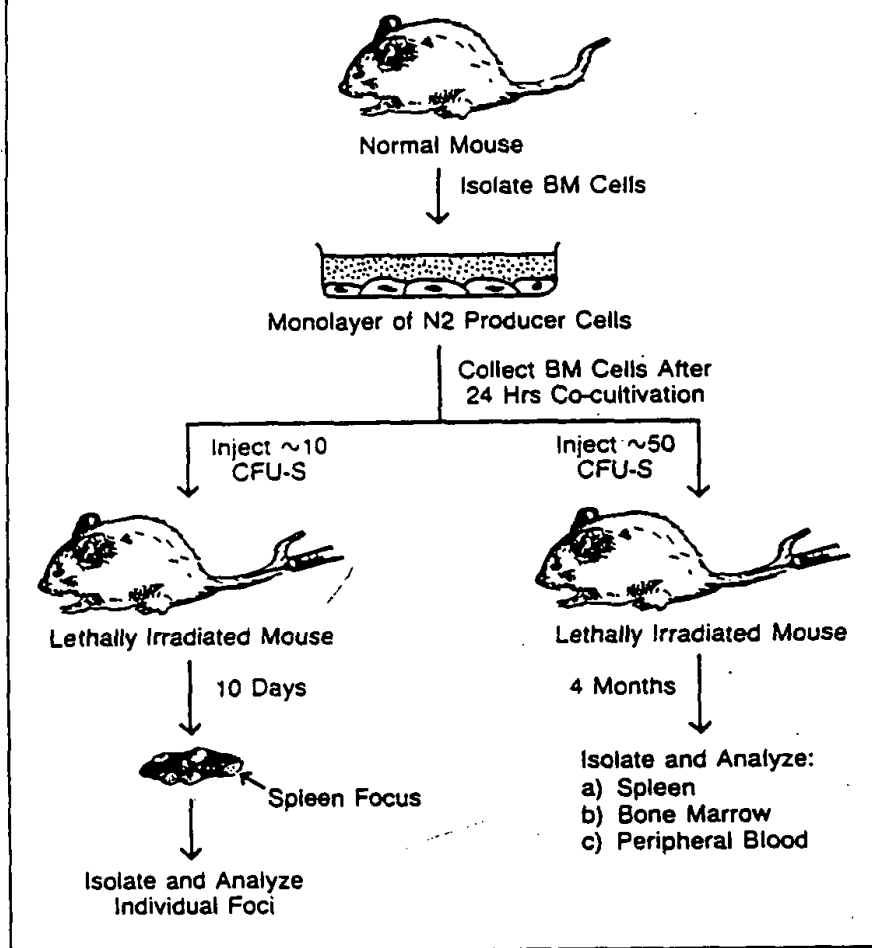 Normal Mouse
Isolate BM Cells
Monolayer of N2 Producer Cells
Collect BM Cells After
24 Hrs Co-cultivation
Inject ~10
CFU-S
Inject ~50
CFU-S
Lethally Irradiated Mouse
Lethally Irradiated Mouse
10 Days
4 Months
Spleen Focus
Isolate and Analyze
Individual Foci
Isolate and Analyze:
a) Spleen
b) Bone Marrow
c) Peripheral Blood